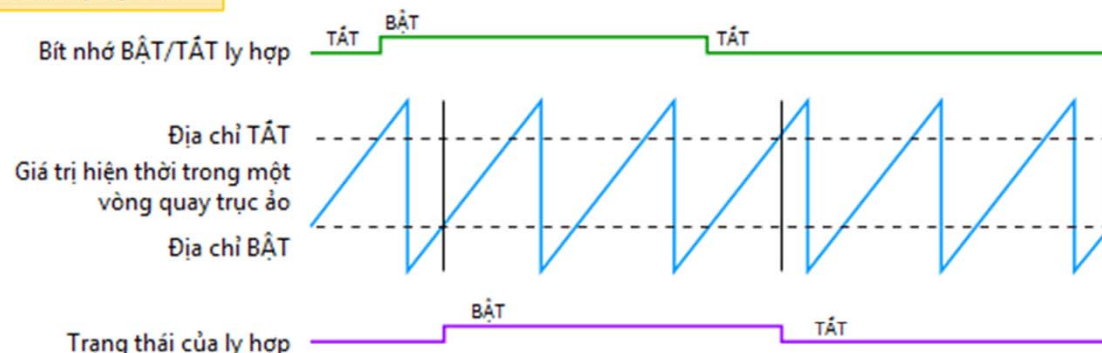 TẮT
BẬT
TẮT
Bít nhớ BẬT/TẮT ly hợp
Địa chỉ TẮT
Giá trị hiện thời trong một
vòng quay trục ảo
Địa chỉ BẬT
BẬT
TẮT
Trạng thái của ly hợp